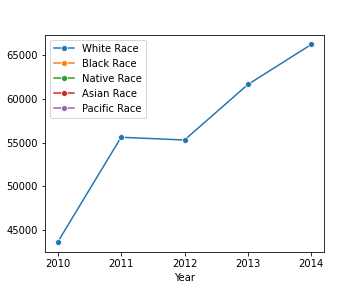 White Race
Black Race
Native Race
Asian Race
Pacific Race
65000
60000
55000
50000
45000
2010 2011 2012 2013 2014
Year